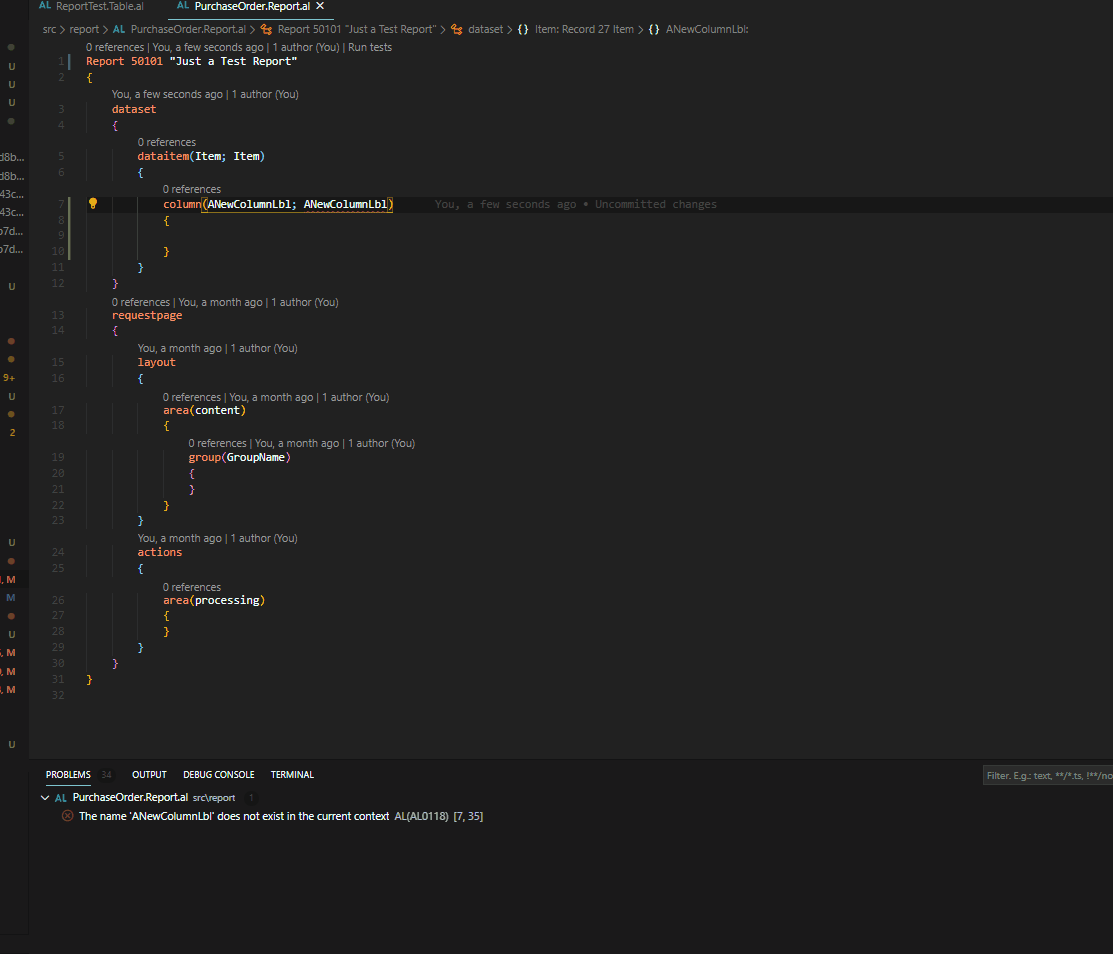 AL ReportTest.Table.al AL PurchaseOrder.Report.al ×
src > report > AL PurchaseOrder.Report.al > Report 50101 "Just a Test Report" > dataset > {} Item: Record 27 Item > {} ANewColumnLbl:
0 references | You, a few seconds ago | 1 author (You) | Run tests
1 Report 50101 "Just a Test Report"
2 {
You, a few seconds ago | 1 author (You)
3 dataset
4 {
0 references
5 dataitem(Item; Item)
6 {
0 references
7 column(ANewColumnLbl; ANewColumnLbl) You, a few seconds ago • Uncommitted changes
8 {
9
10 }
11 }
12 }
0 references | You, a month ago | 1 author (You)
13 requestpage
14 {
You, a month ago | 1 author (You)
15 layout
16 {
0 references | You, a month ago | 1 author (You)
17 area(content)
18 {
0 references | You, a month ago | 1 author (You)
19 group(GroupName)
20 {
21 }
22 }
23 }
You, a month ago | 1 author (You)
24 actions
25 {
0 references
26 area(processing)
27 {
28 }
29 }
30 }
31 }
32
U
U
U
d8b...
d8b...
43c...
43c...
b7d...
b7d...
U
9+
U
2
U
, M
M
U
, M
, M
, M
U
PROBLEMS 34 OUTPUT DEBUG CONSOLE TERMINAL Filter. E.g.: text, **/*.ts, !**/no
AL PurchaseOrder.Report.al src\report 1
The name 'ANewColumnLbl' does not exist in the current context AL(AL0118) [7, 35]